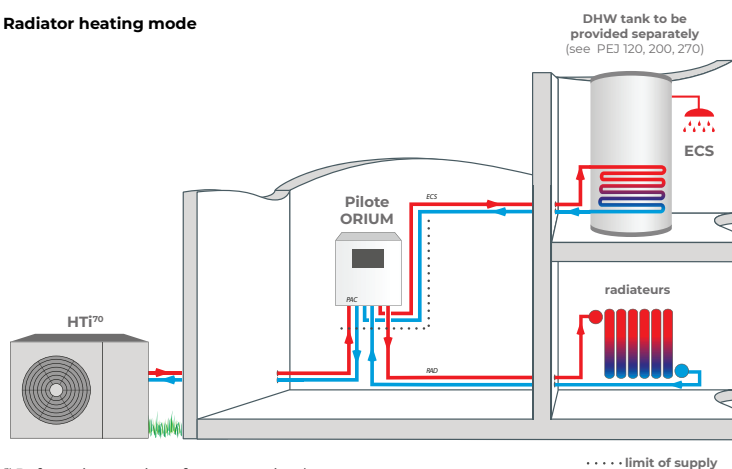 Radiator heating mode
DHW tank to be
provided separately
(see PEJ 120, 200, 270)
ECS
ECS
Pilote
ORIUM
PAC
radiateurs
HTi⁷⁰
RAD
limit of supply